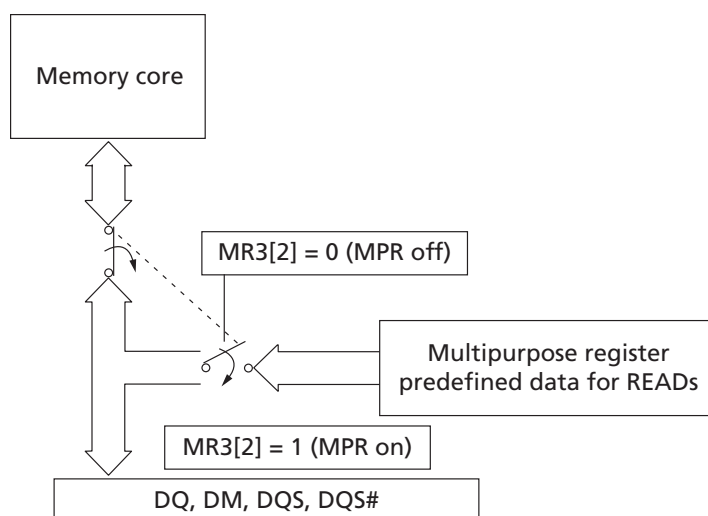 Memory core
MR3[2] = 0 (MPR off)
Multipurpose register
predefined data for READs
MR3[2] = 1 (MPR on)
DQ, DM, DQS, DQS#